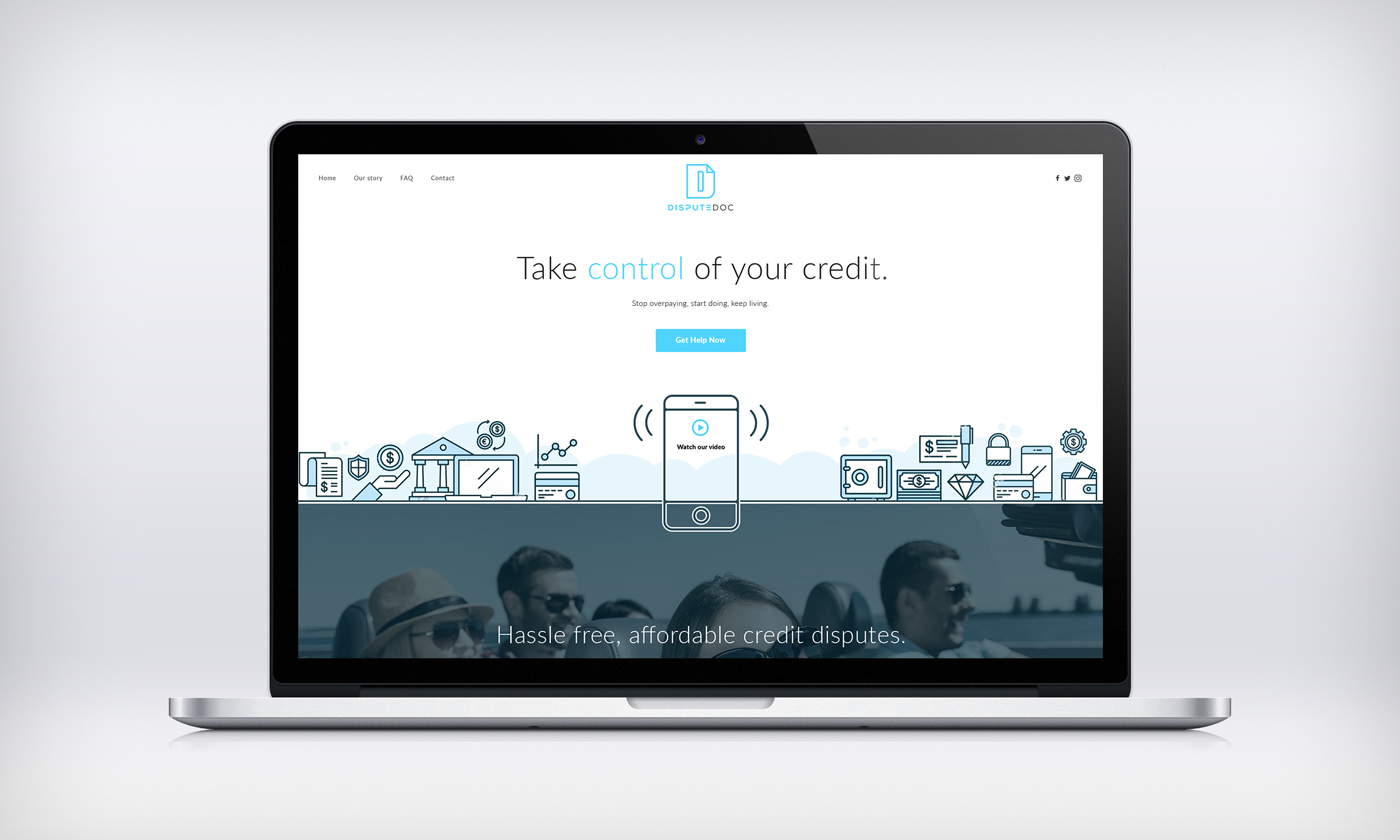 Home Our story FAQ Contact
DISPUTEDOC
Take control of your credit.
Stop overpaying, start doing, keep living.
Get Help Now
Watch our video
Hassle free, affordable credit disputes.